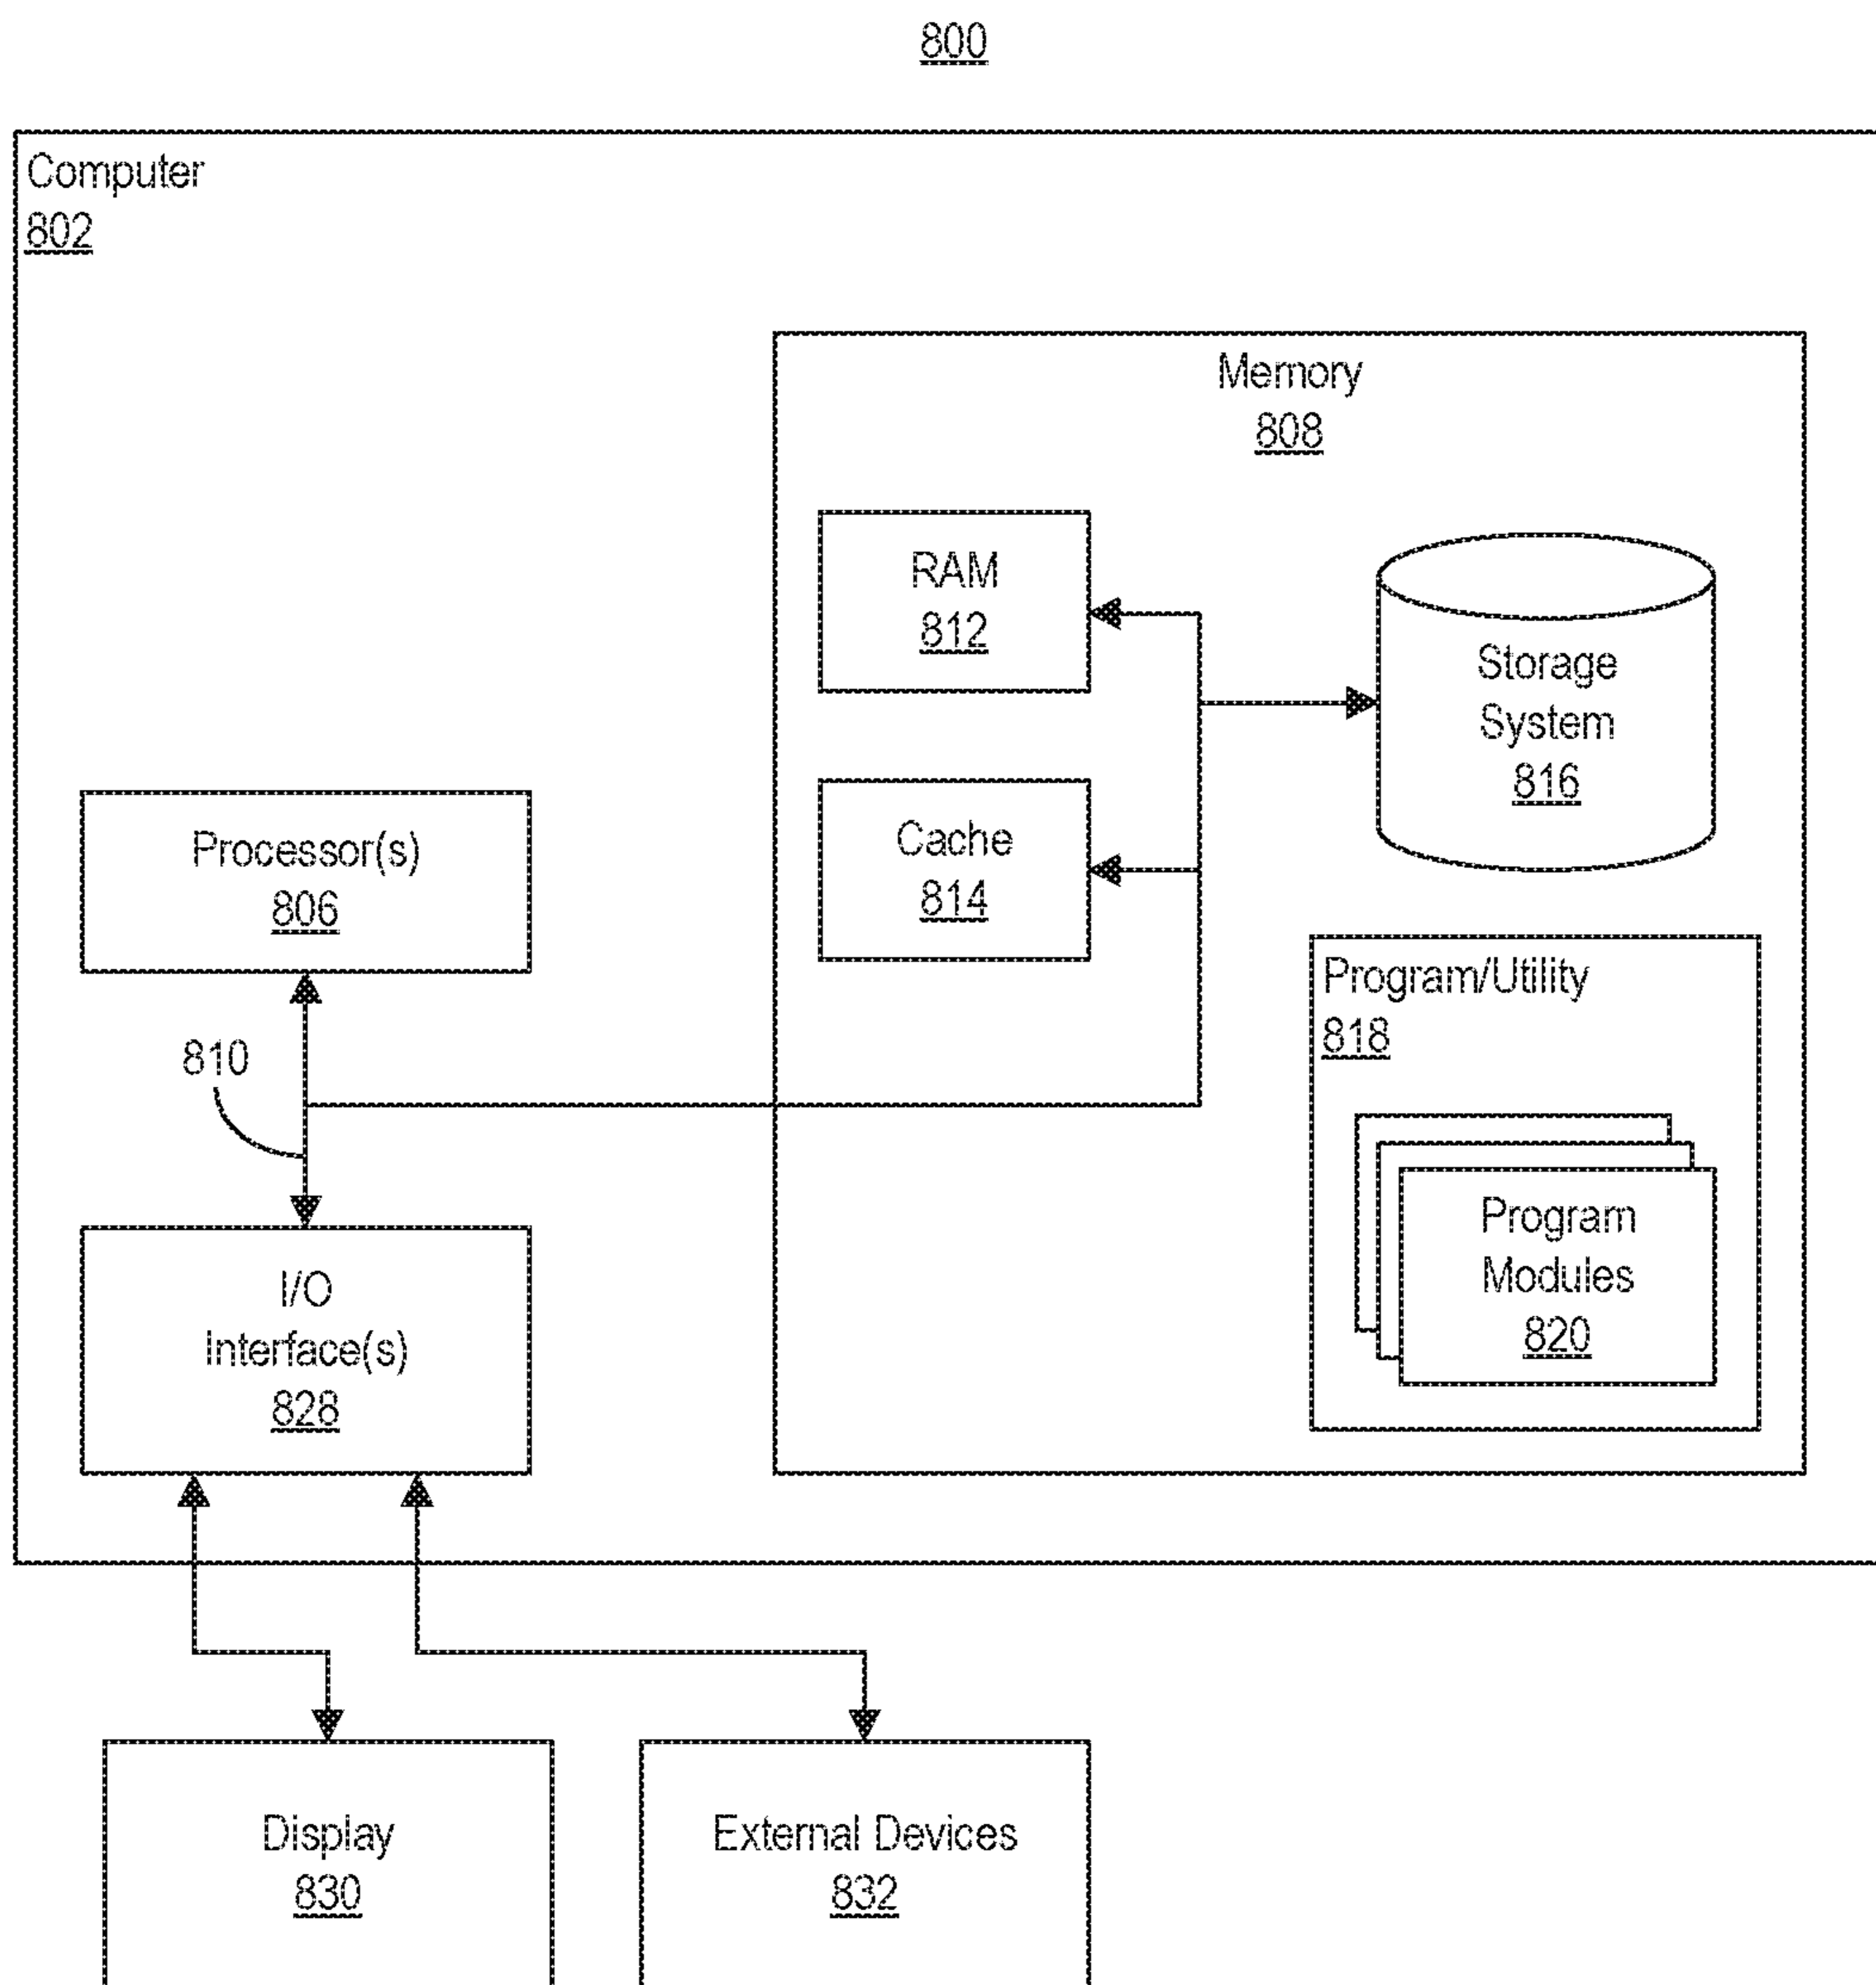 800
Computer
802
Memory
808
RAM
812
Storage
System
816
Cache
814
Processor(s)
806
Program/Utility
818
810
Program
Modules
820
I/O
Interface(s)
828
Display
830
External Devices
832